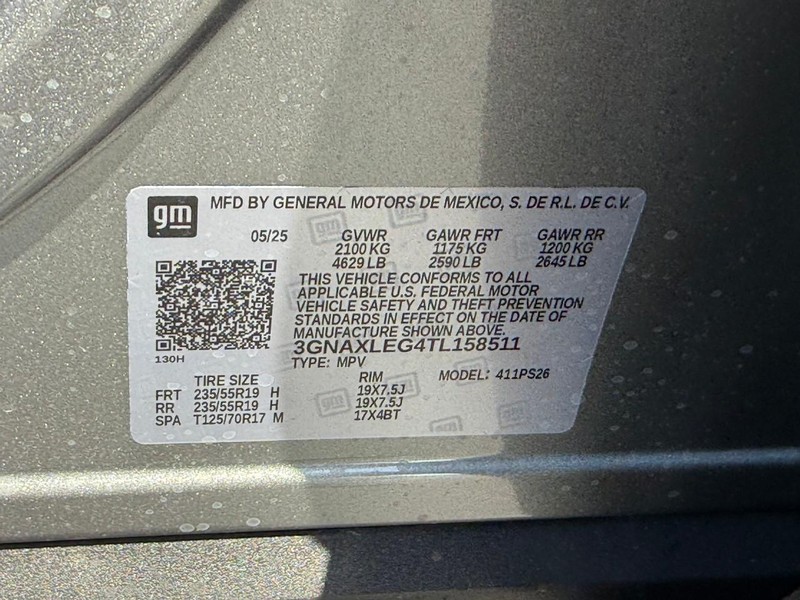 gm MFD BY GENERAL MOTORS DE MEXICO, S. DE R.L. DE C.V.
05/25 GVWR GAWR FRT GAWR RR
2100 KG 1175 KG 1200 KG
4629 LB 2590 LB 2645 LB
THIS VEHICLE CONFORMS TO ALL
APPLICABLE U.S. FEDERAL MOTOR
VEHICLE SAFETY AND THEFT PREVENTION
STANDARDS IN EFFECT ON THE DATE OF
MANUFACTURE SHOWN ABOVE.
3GNAXLEG4TL158511
130H
TYPE: MPV
TIRE SIZE RIM MODEL: 411PS26
FRT 235/55R19 H 19X7.5J
RR 235/55R19 H 19X7.5J
SPA T125/70R17 M 17X4BT